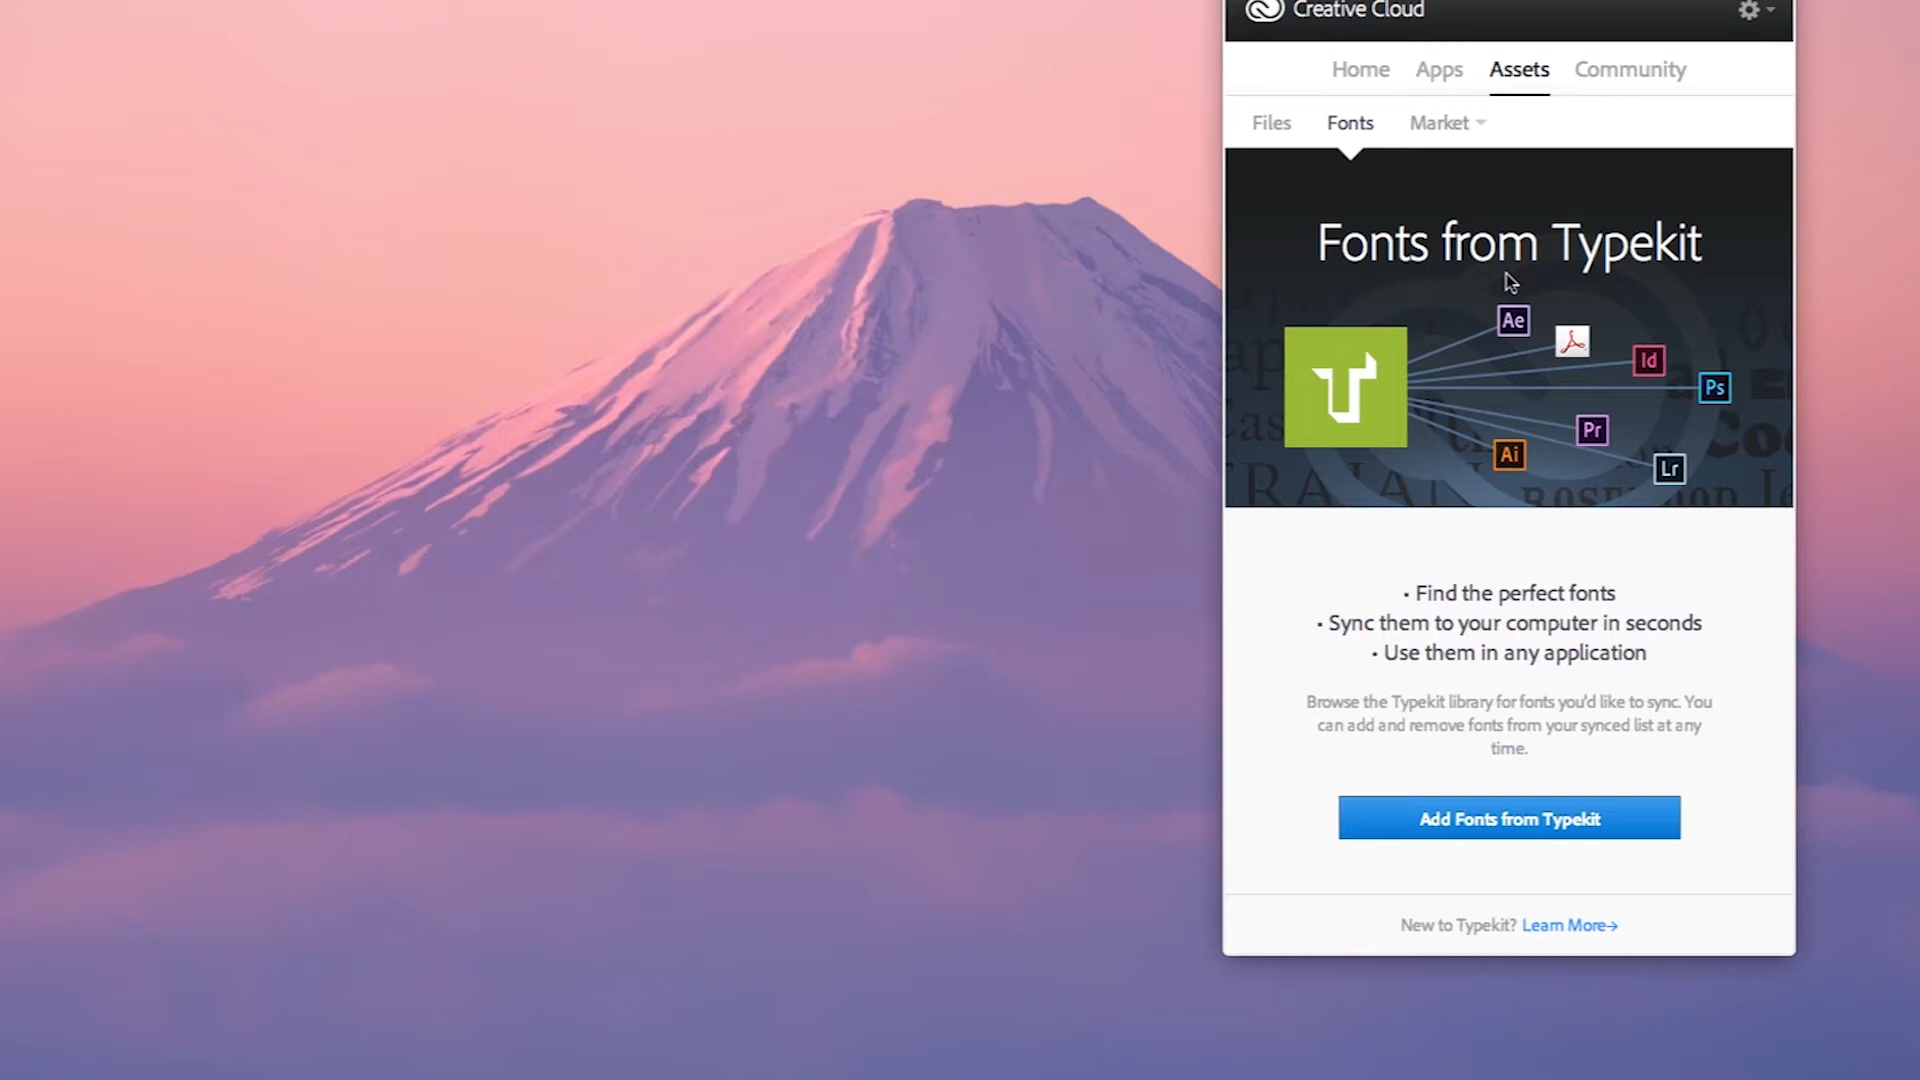 Creative Cloud
Home Apps Assets Community
Files Fonts Market
Fonts from Typekit
Ae
Id
Ps
Pr
Ai
Lr
• Find the perfect fonts
• Sync them to your computer in seconds
• Use them in any application
Browse the Typekit library for fonts you'd like to sync. You
can add and remove fonts from your synced list at any
time.
Add Fonts from Typekit
New to Typekit? Learn More→